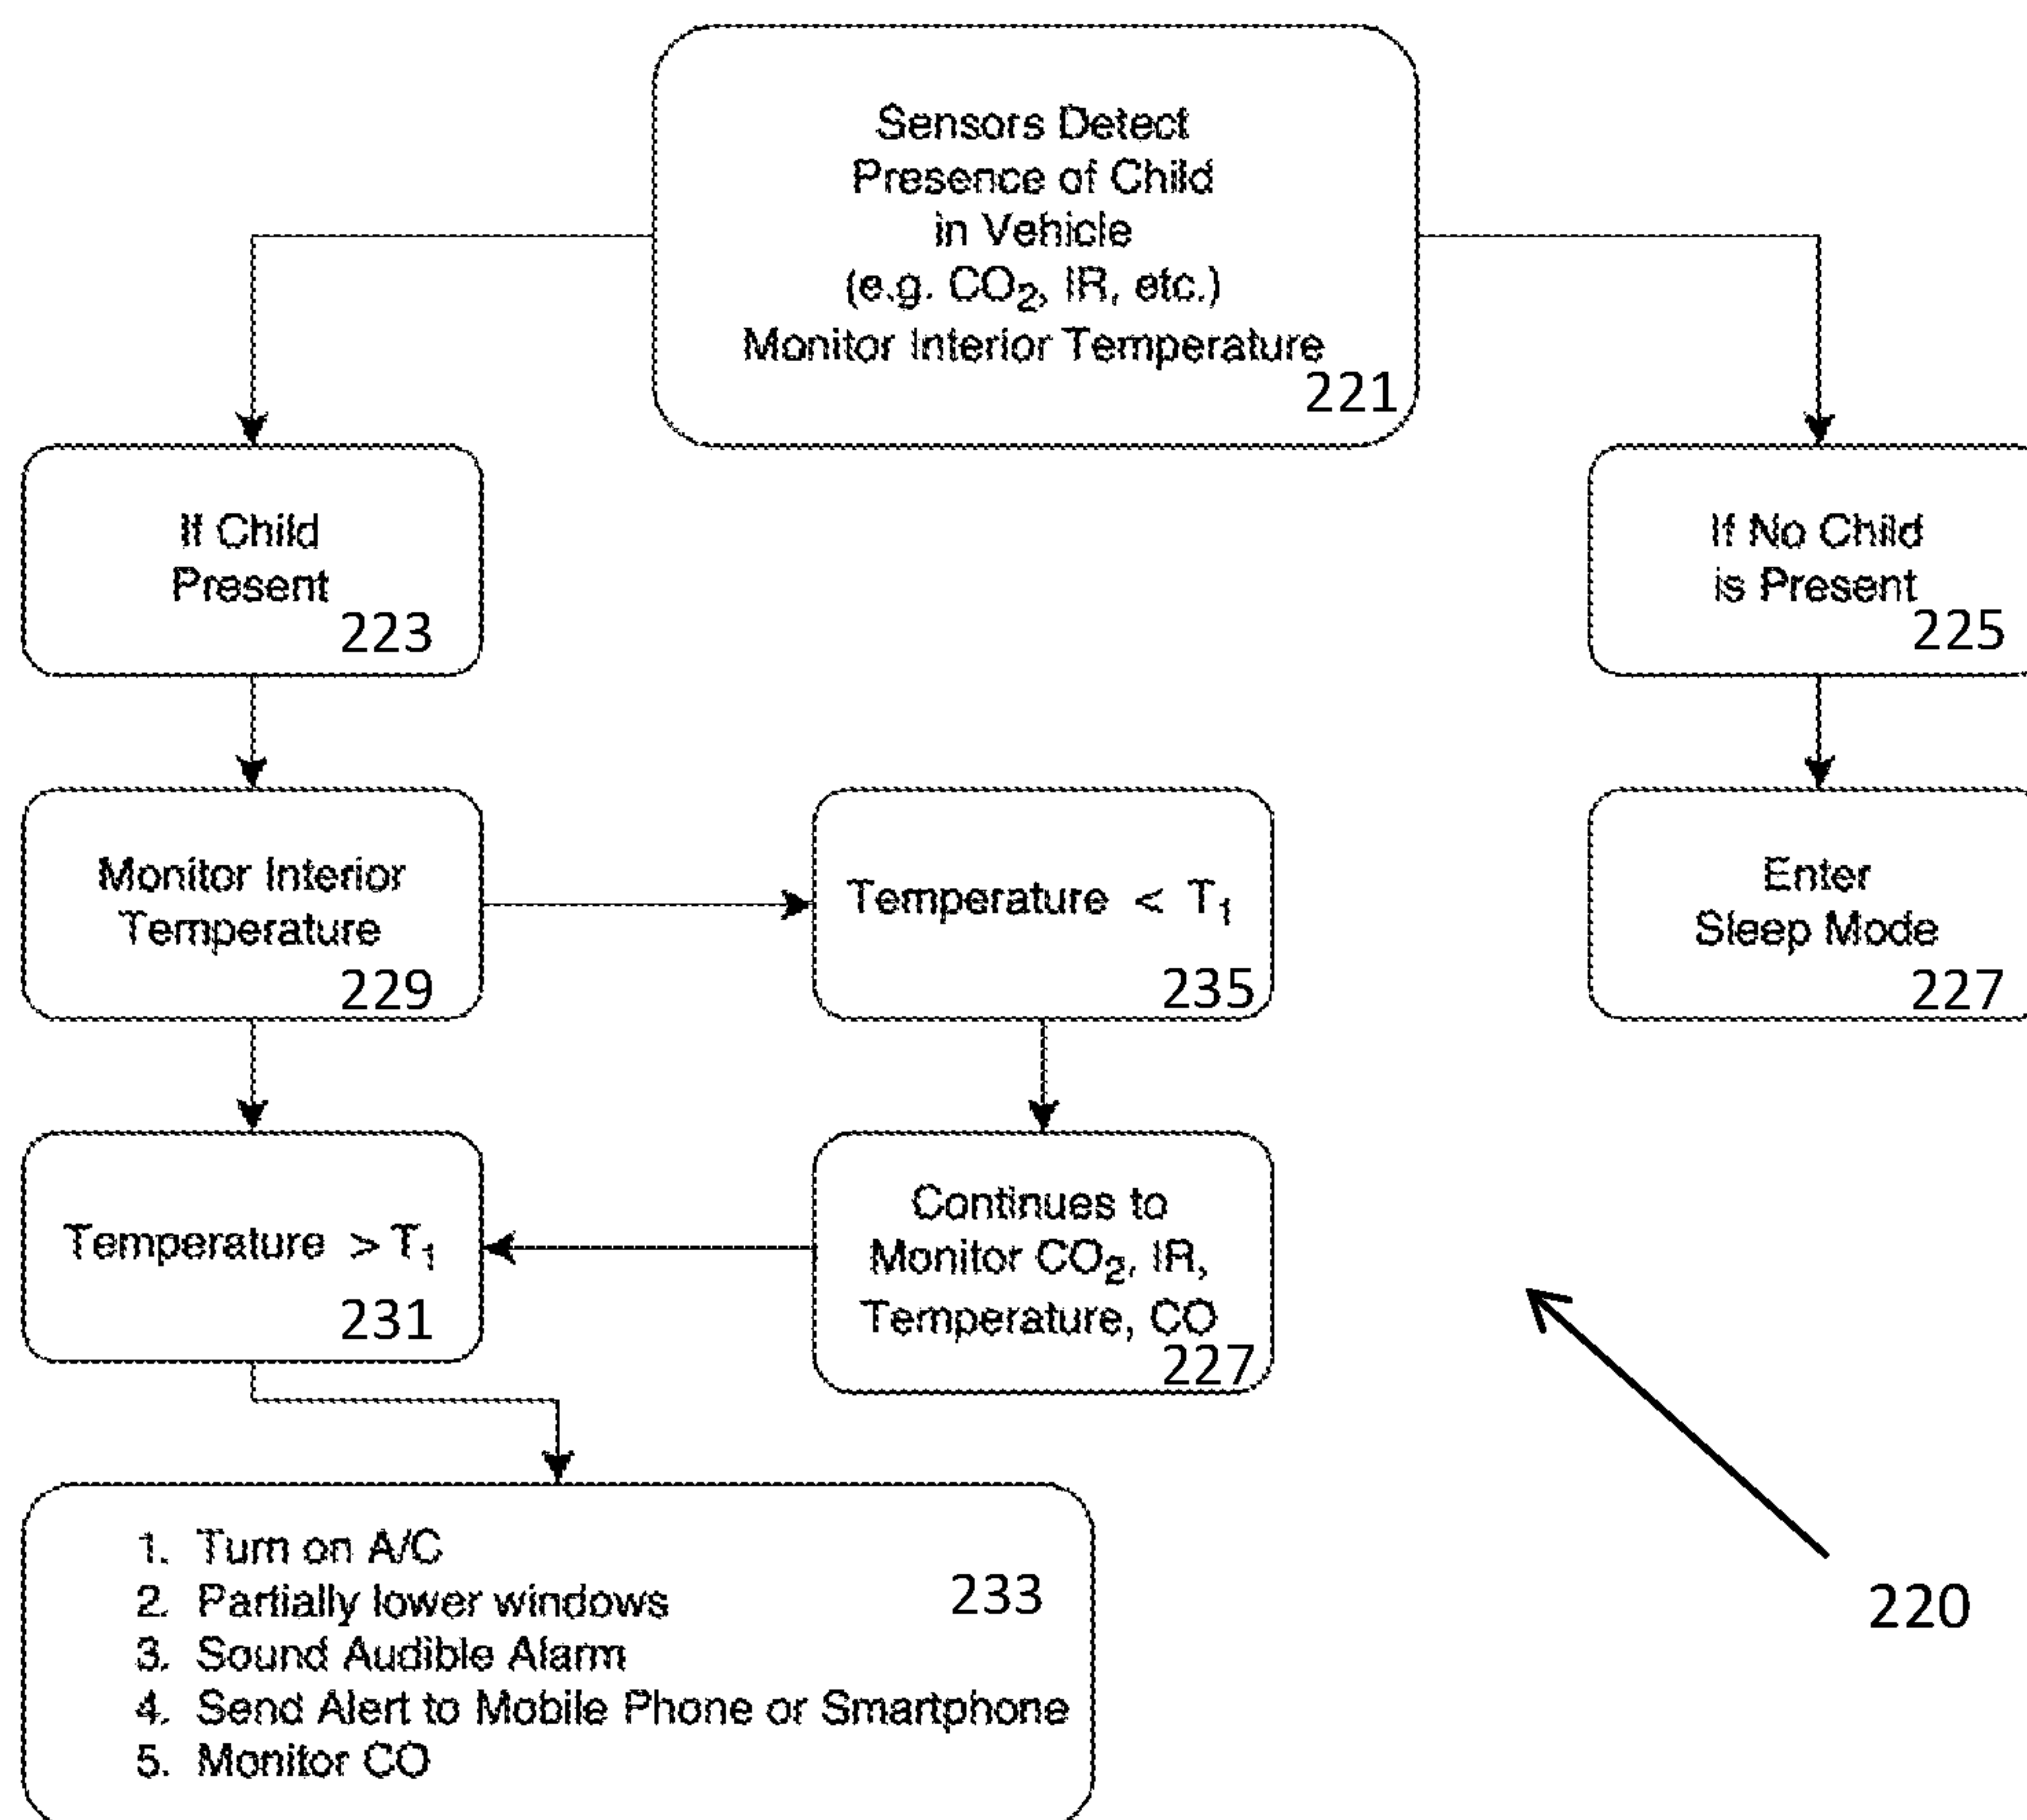 Sensors Detect
Presence of Child
in Vehicle
(e.g. CO₂, IR, etc.)
Monitor Interior Temperature
221
If Child
Present
223
If No Child
is Present
225
Monitor Interior
Temperature
229
Temperature < T₁
235
Enter
Sleep Mode
227
Temperature > T₁
231
Continues to
Monitor CO₂, IR,
Temperature, CO
227
1. Turn on A/C
2. Partially lower windows
3. Sound Audible Alarm
4. Send Alert to Mobile Phone or Smartphone
5. Monitor CO
233
220